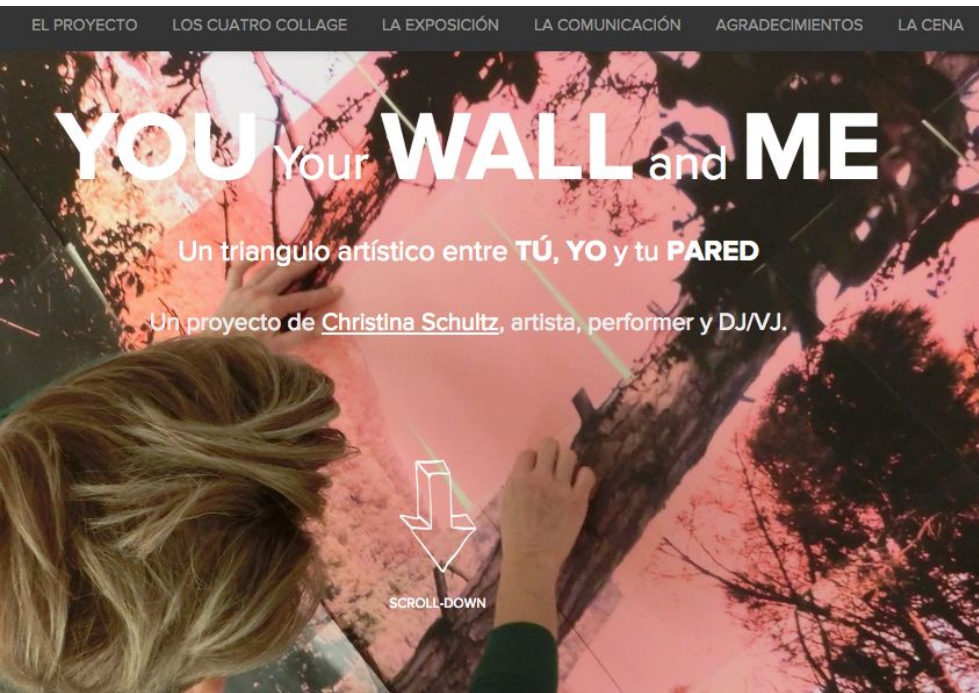 EL PROYECTO LOS CUATRO COLLAGE LA EXPOSICIÓN LA COMUNICACIÓN AGRADECIMIENTOS LA CENA
YOU Your WALL and ME
Un triangulo artístico entre TÚ, YO y tu PARED
Un proyecto de Christina Schultz, artista, performer y DJ/VJ.
SCROLL-DOWN